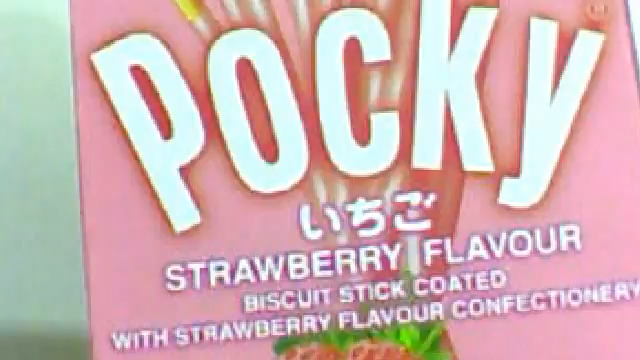 Pocky
いちご
STRAWBERRY FLAVOUR
BISCUIT STICK COATED
WITH STRAWBERRY FLAVOUR CONFECTIONERY